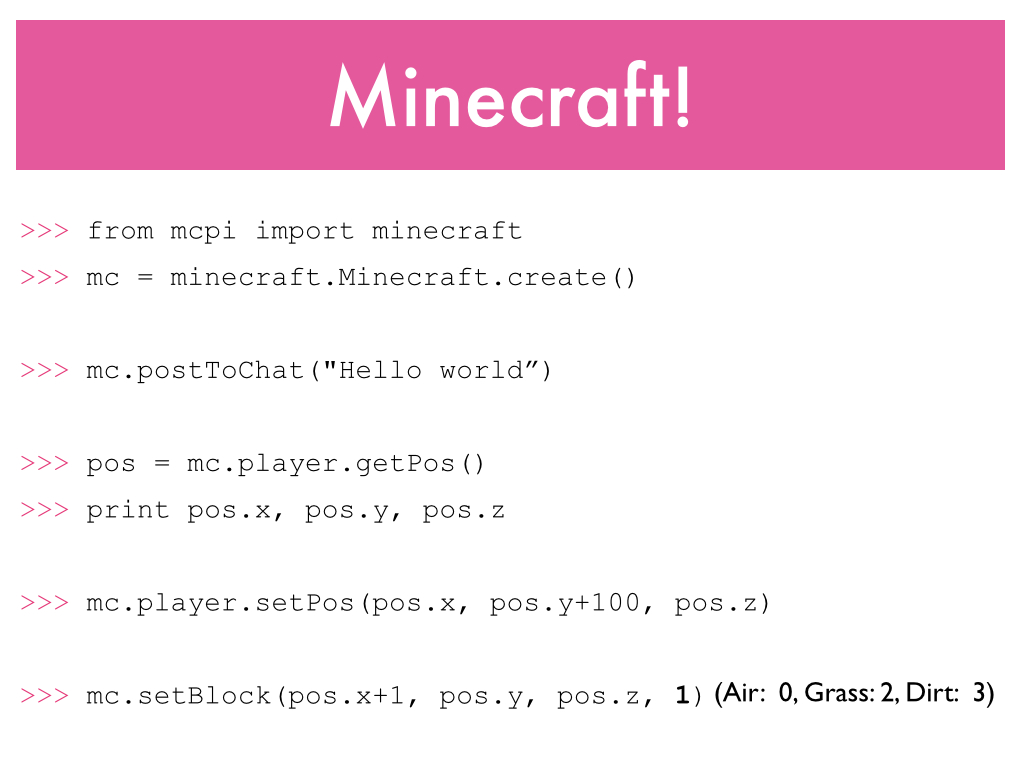 Minecraft!
>>> from mcpi import minecraft
>>> mc = minecraft.Minecraft.create()
>>> mc.postToChat("Hello world”)
>>> pos = mc.player.getPos()
>>> print pos.x, pos.y, pos.z
>>> mc.player.setPos(pos.x, pos.y+100, pos.z)
>>> mc.setBlock(pos.x+1, pos.y, pos.z, 1) (Air: 0, Grass: 2, Dirt: 3)